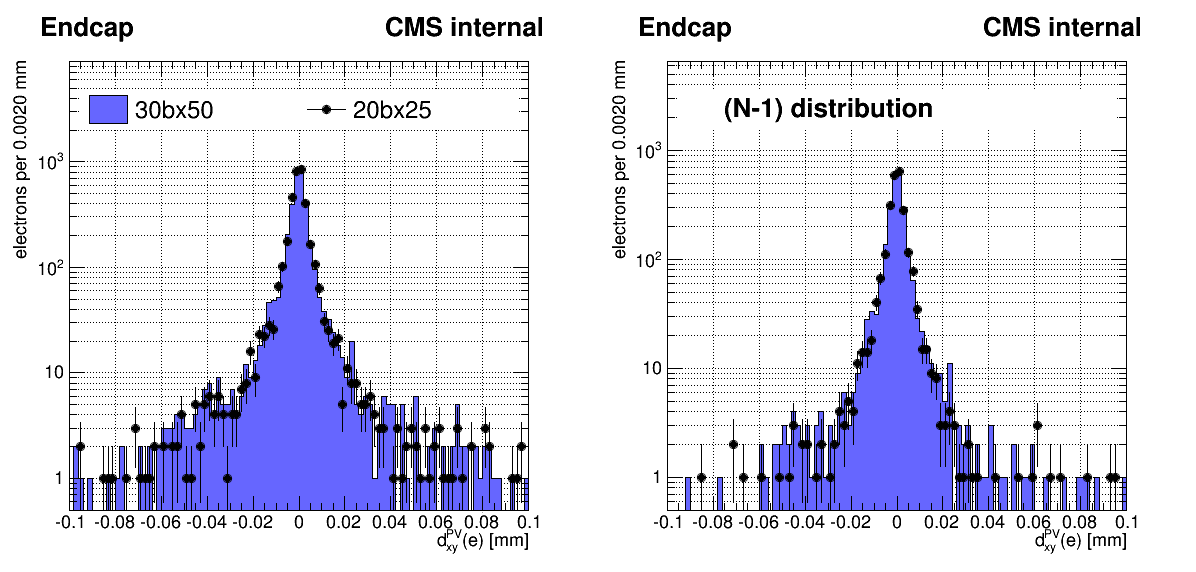 Endcap CMS internal
electrons per 0.0020 mm
30bx50 20bx25
10³
10²
10
1
-0.1 -0.08 -0.06 -0.04 -0.02 0 0.02 0.04 0.06 0.08 0.1
d_xy^PV(e) [mm]
Endcap CMS internal
electrons per 0.0020 mm
(N-1) distribution
10³
10²
10
1
-0.1 -0.08 -0.06 -0.04 -0.02 0 0.02 0.04 0.06 0.08 0.1
d_xy^PV(e) [mm]